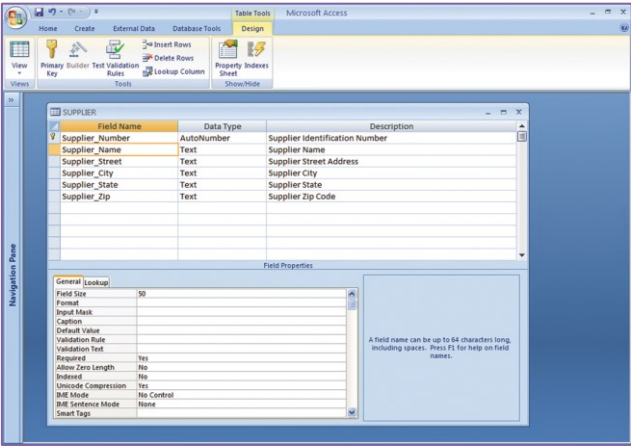 Table Tools Microsoft Access
Home Create External Data Database Tools Design
View
Primary Key
Builder
Test Validation Rules
Insert Rows
Delete Rows
Lookup Column
Property Sheet
Indexes
Views Tools Show/Hide
SUPPLIER
Field Name Data Type Description
Supplier_Number AutoNumber Supplier Identification Number
Supplier_Name Text Supplier Name
Supplier_Street Text Supplier Street Address
Supplier_City Text Supplier City
Supplier_State Text Supplier State
Supplier_Zip Text Supplier Zip Code
Navigation Pane
Field Properties
General Lookup
Field Size 50
Format
Input Mask
Caption
Default Value
Validation Rule
Validation Text
Required Yes
Allow Zero Length No
Indexed No
Unicode Compression Yes
IME Mode No Control
IME Sentence Mode None
Smart Tags
A field name can be up to 64 characters long,
including spaces. Press F1 for help on field
names.